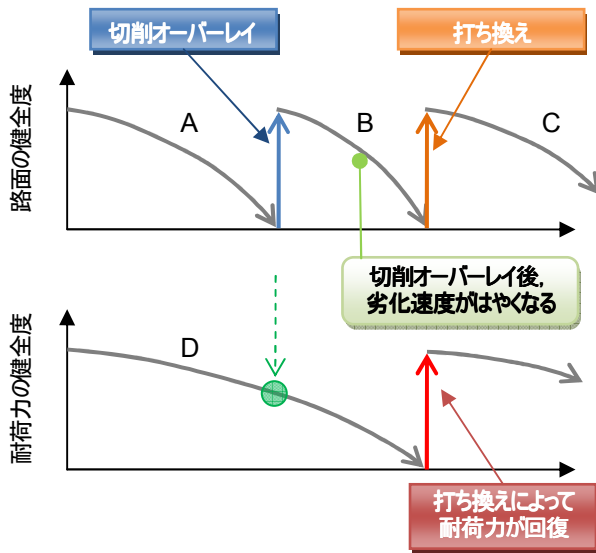 切削オーバーレイ
打ち換え
路面の健全度
A
B
C
切削オーバーレイ後,
劣化速度がはやくなる
耐荷力の健全度
D
打ち換えによって
耐荷力が回復